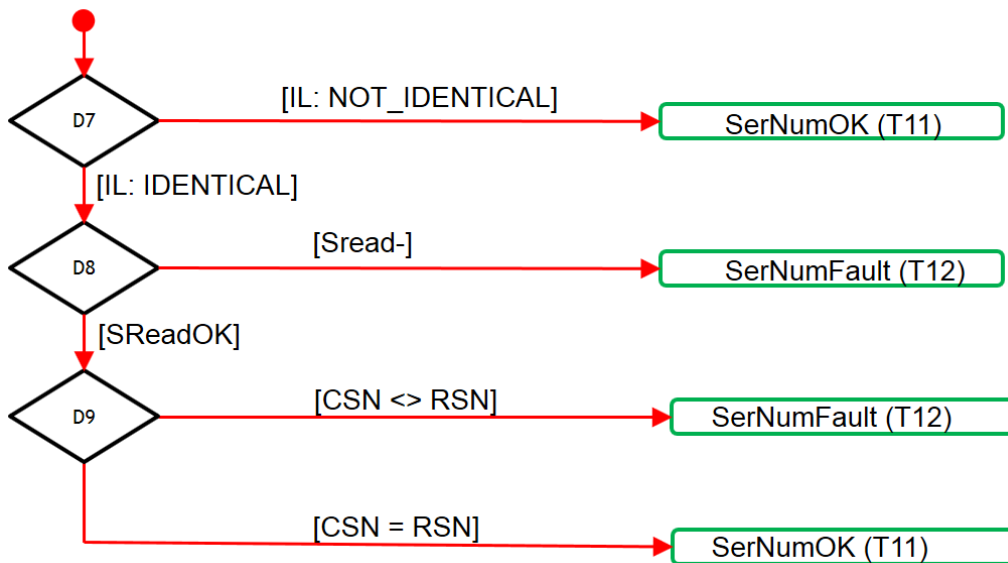 [IL: NOT_IDENTICAL]
D7
SerNumOK (T11)
[IL: IDENTICAL]
[Sread-]
D8
SerNumFault (T12)
[SReadOK]
[CSN <> RSN]
D9
SerNumFault (T12)
[CSN = RSN]
SerNumOK (T11)